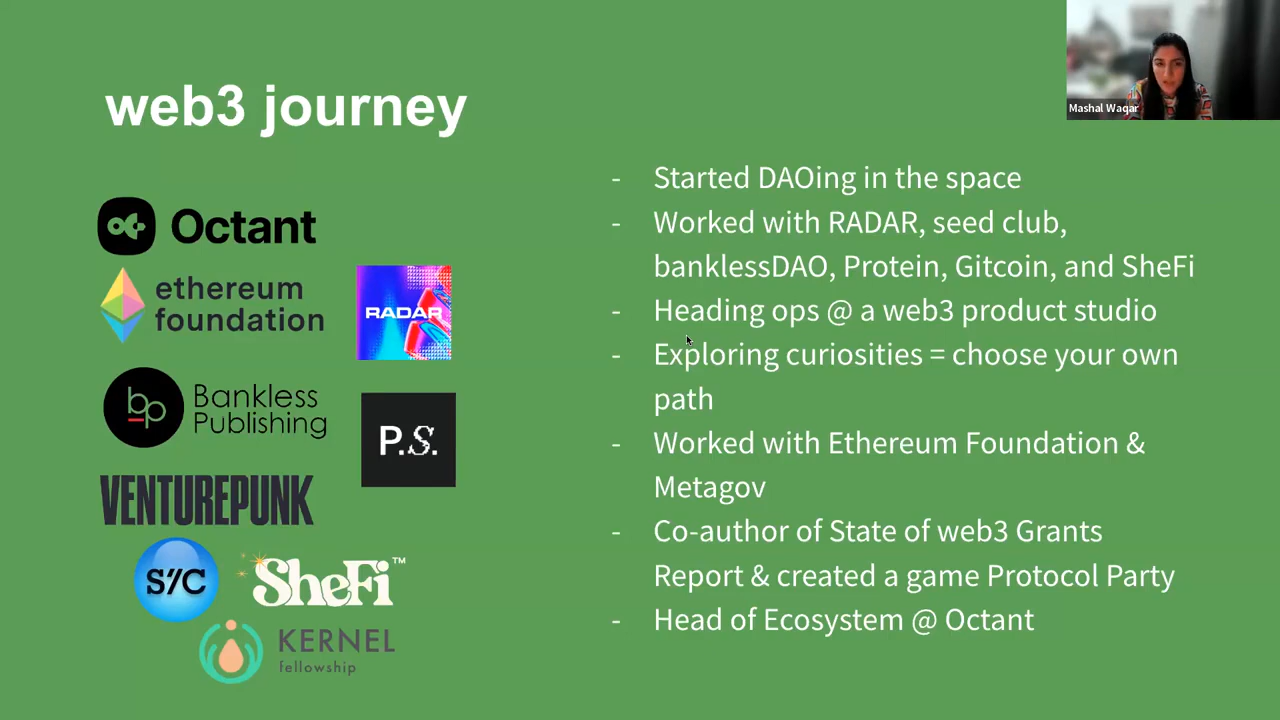 Mashal Waqar
web3 journey
Octant
ethereum
foundation
RADAR
Bankless
Publishing
P.S.
VENTUREPUNK
S'/C
SheFi™
KERNEL
fellowship
- Started DAOing in the space
- Worked with RADAR, seed club,
banklessDAO, Protein, Gitcoin, and SheFi
- Heading ops @ a web3 product studio
- Exploring curiosities = choose your own
path
- Worked with Ethereum Foundation &
Metagov
- Co-author of State of web3 Grants
Report & created a game Protocol Party
- Head of Ecosystem @ Octant